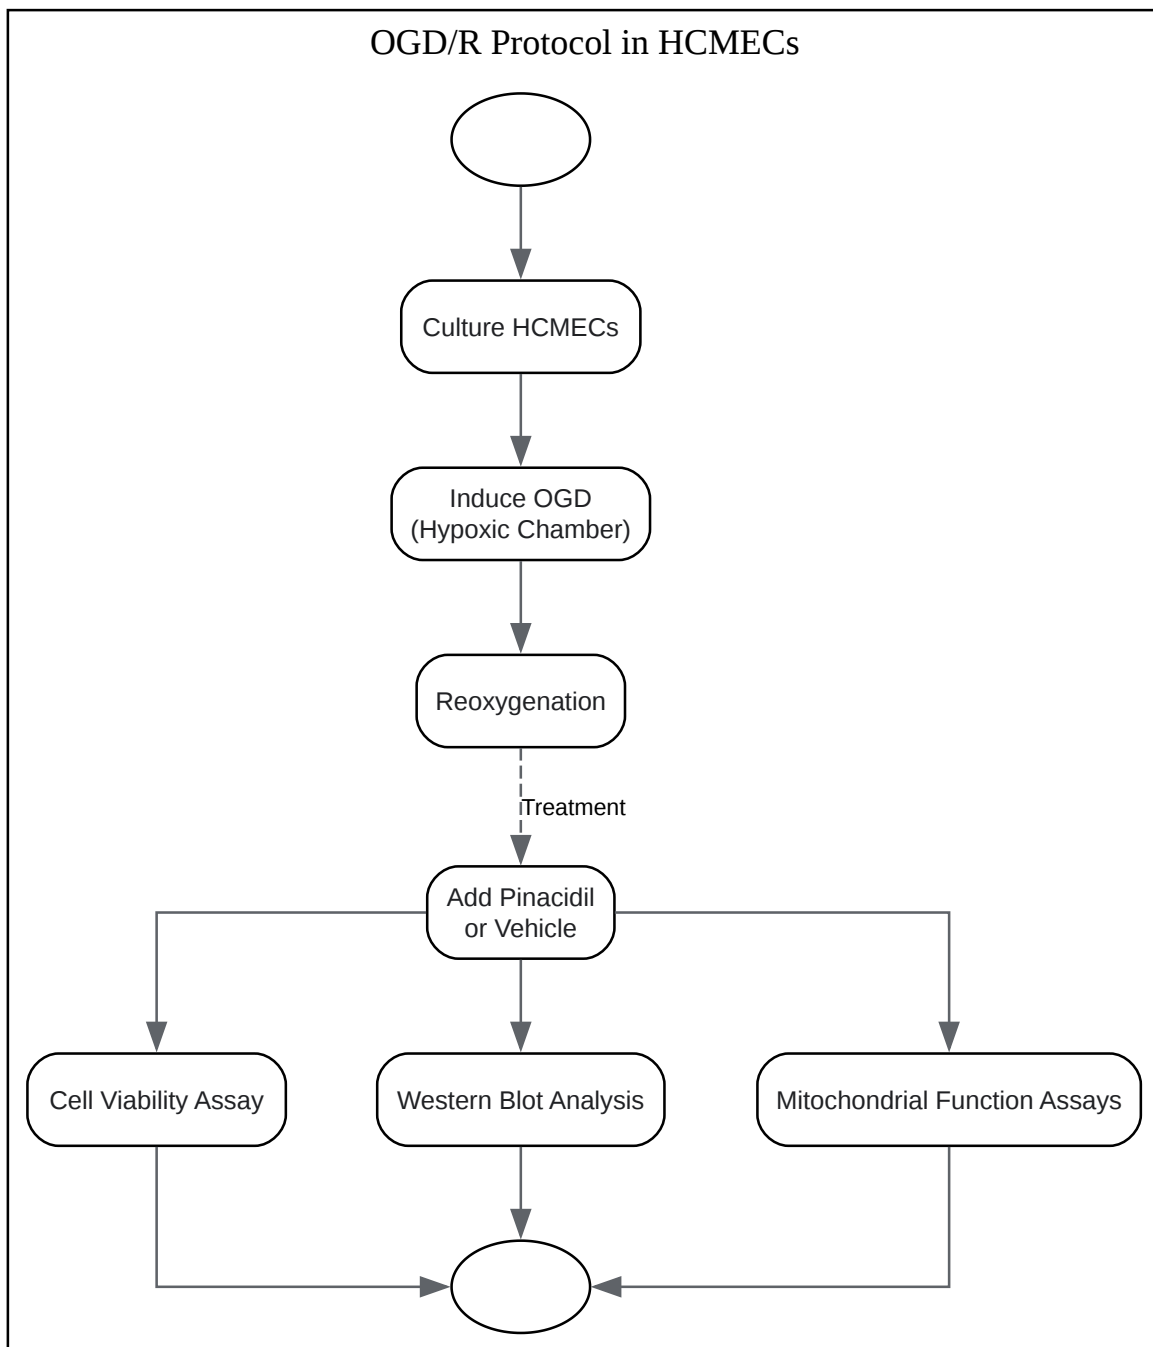 OGD/R Protocol in HCMECs
Culture HCMECs
Induce OGD
(Hypoxic Chamber)
Reoxygenation
Treatment
Add Pinacidil
or Vehicle
Cell Viability Assay
Western Blot Analysis
Mitochondrial Function Assays